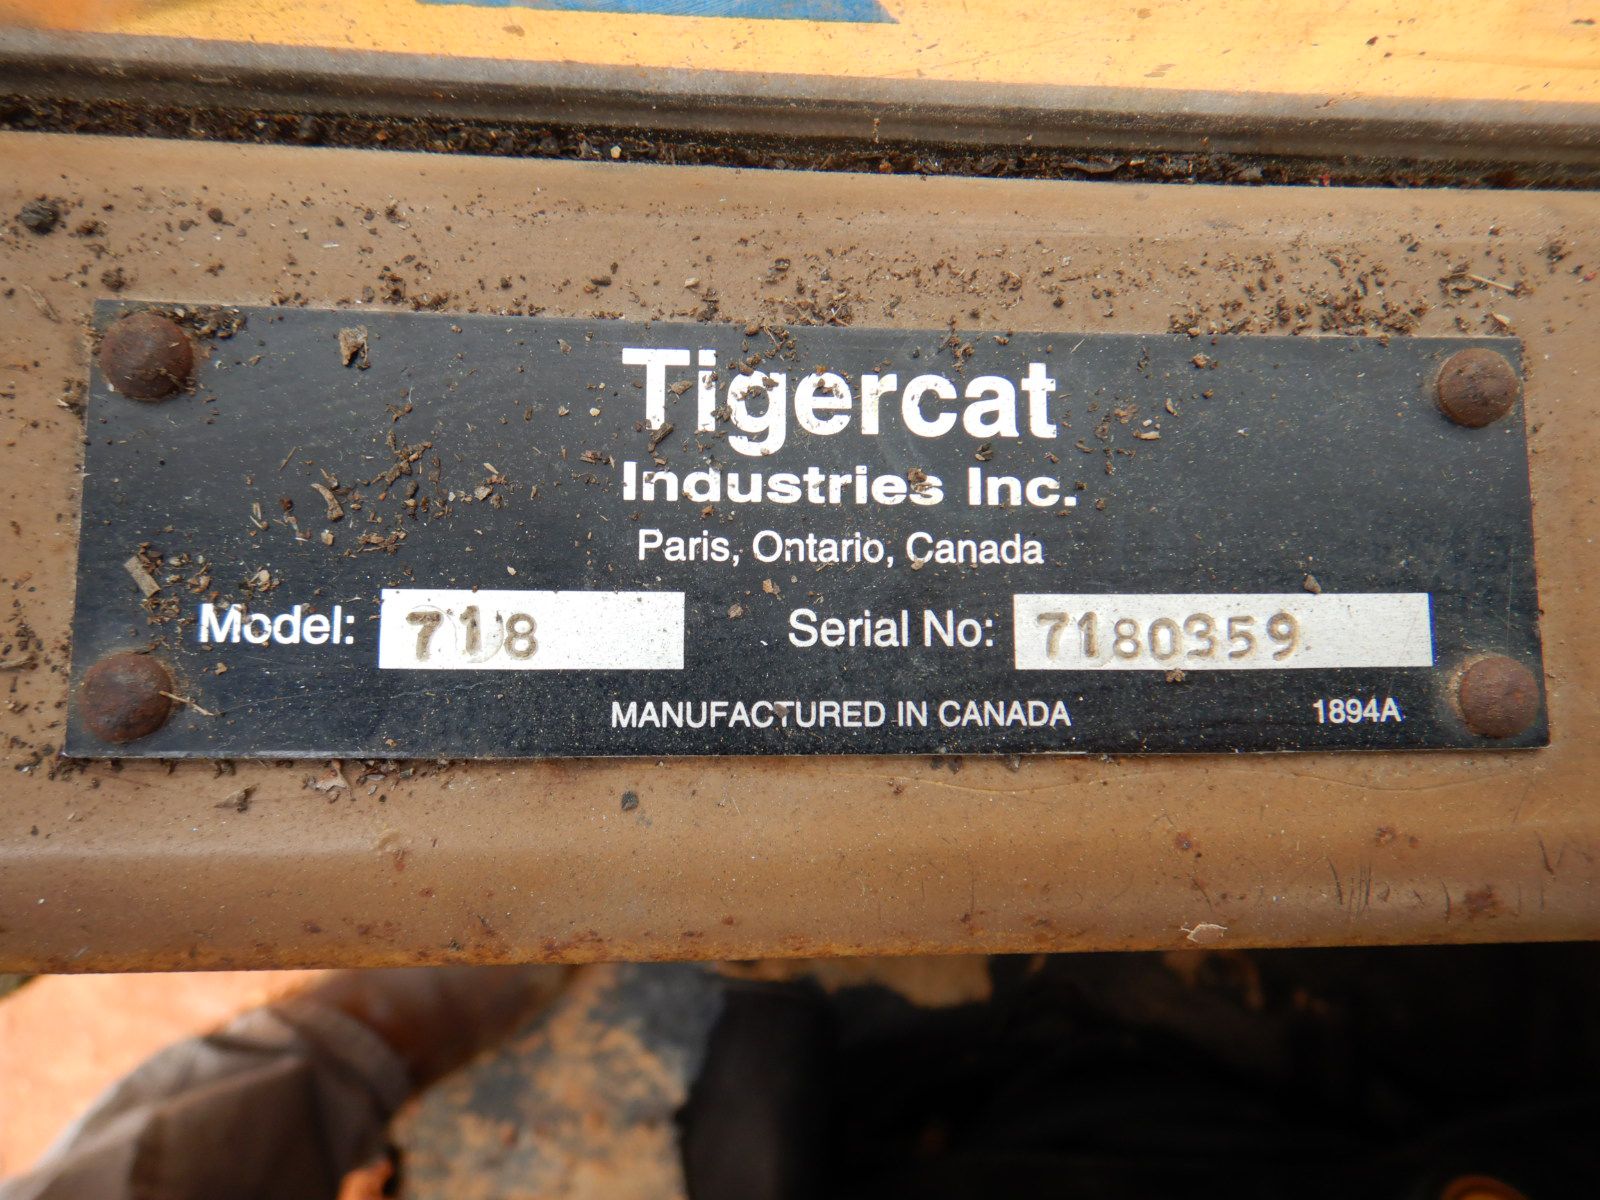 Tigercat
Industries Inc.
Paris, Ontario, Canada
Model: 718 Serial No: 7180359
MANUFACTURED IN CANADA 1894A